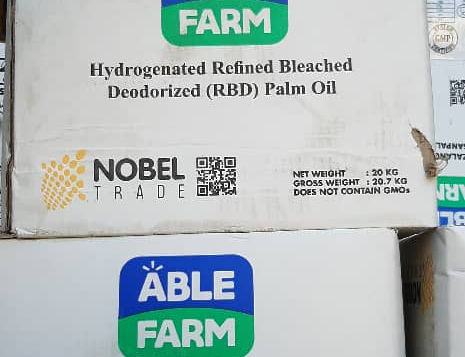 FARM
Hydrogenated Refined Bleached
Deodorized (RBD) Palm Oil
NOBEL
TRADE
NET WEIGHT : 20 KG
GROSS WEIGHT : 20.7 KG
DOES NOT CONTAIN GMOs
GMP
ABLE
FARM